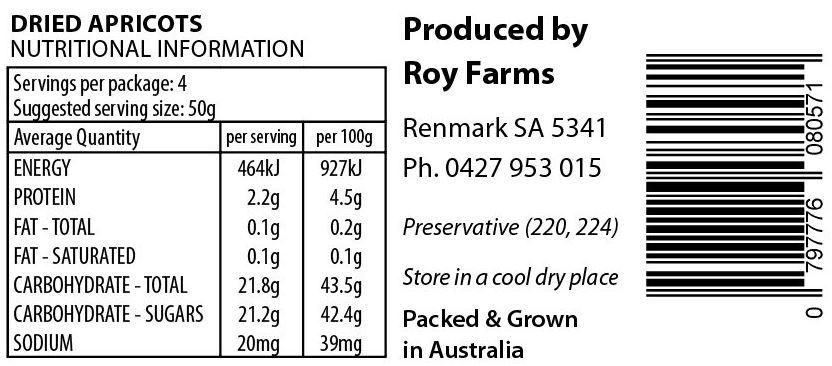 DRIED APRICOTS
NUTRITIONAL INFORMATION
Servings per package: 4
Suggested serving size: 50g
Average Quantity per serving per 100g
ENERGY 464kJ 927kJ
PROTEIN 2.2g 4.5g
FAT - TOTAL 0.1g 0.2g
FAT - SATURATED 0.1g 0.1g
CARBOHYDRATE - TOTAL 21.8g 43.5g
CARBOHYDRATE - SUGARS 21.2g 42.4g
SODIUM 20mg 39mg
Produced by
Roy Farms
Renmark SA 5341
Ph. 0427 953 015
Preservative (220, 224)
Store in a cool dry place
Packed & Grown
in Australia
0 797776 080571